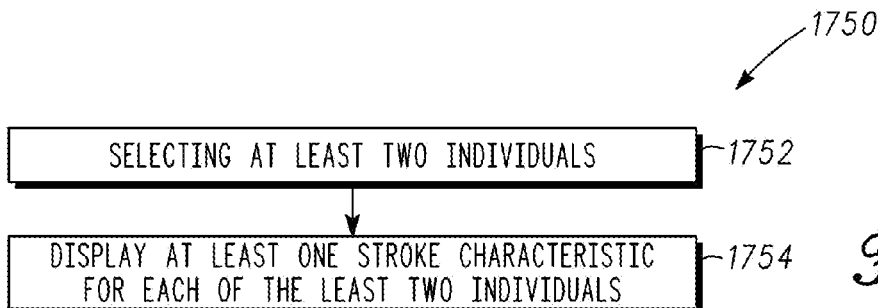 1750
SELECTING AT LEAST TWO INDIVIDUALS
1752
DISPLAY AT LEAST ONE STROKE CHARACTERISTIC
FOR EACH OF THE LEAST TWO INDIVIDUALS
1754